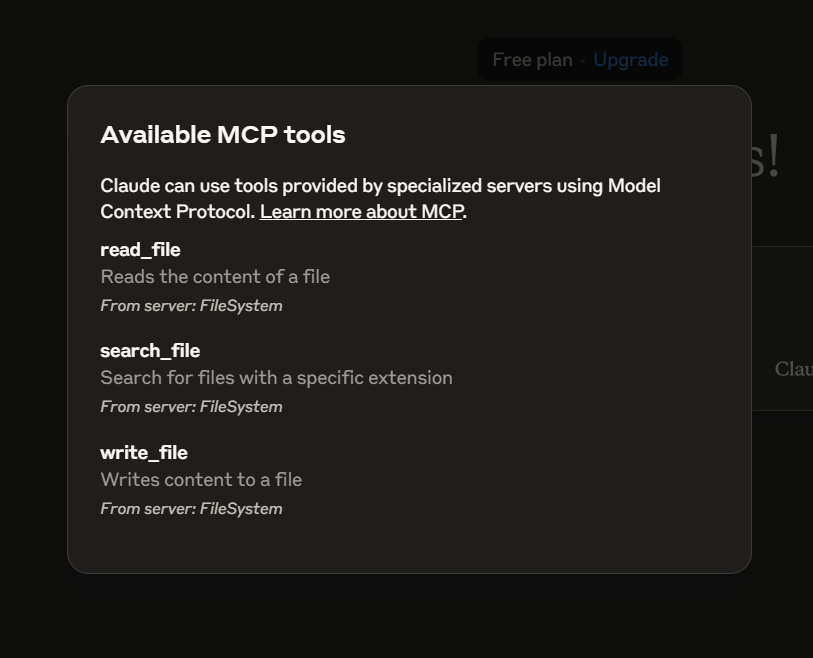 Free plan • Upgrade
Available MCP tools
s!
Claude can use tools provided by specialized servers using Model
Context Protocol. Learn more about MCP.
read_file
Reads the content of a file
From server: FileSystem
search_file
Search for files with a specific extension
Clau
From server: FileSystem
write_file
Writes content to a file
From server: FileSystem